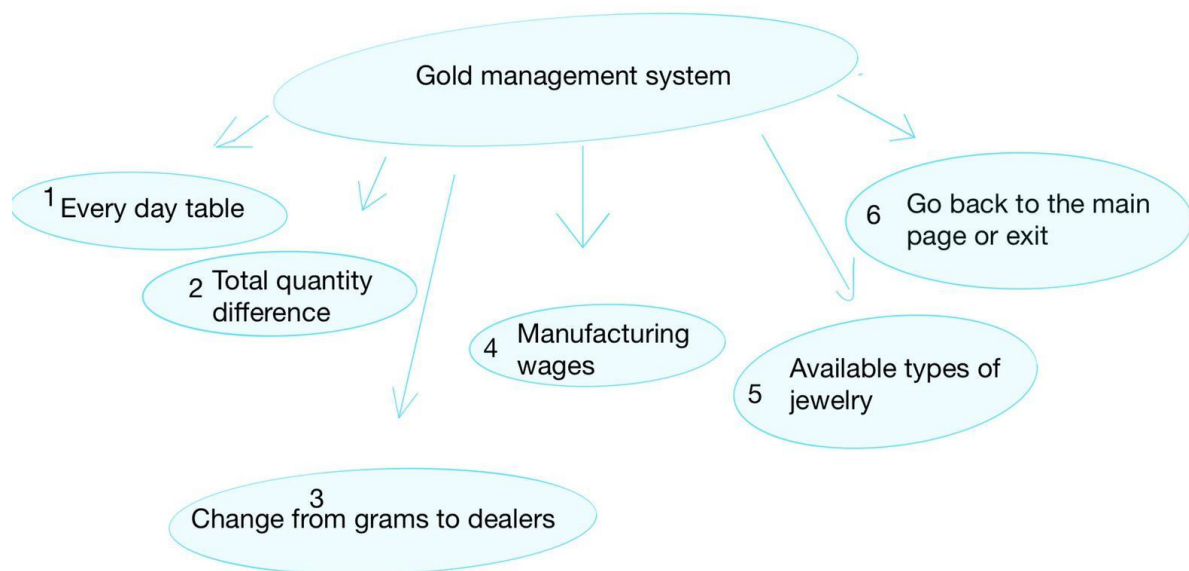 Gold management system
1 Every day table
2 Total quantity
difference
3
Change from grams to dealers
4 Manufacturing
wages
5 Available types of
jewelry
6 Go back to the main
page or exit